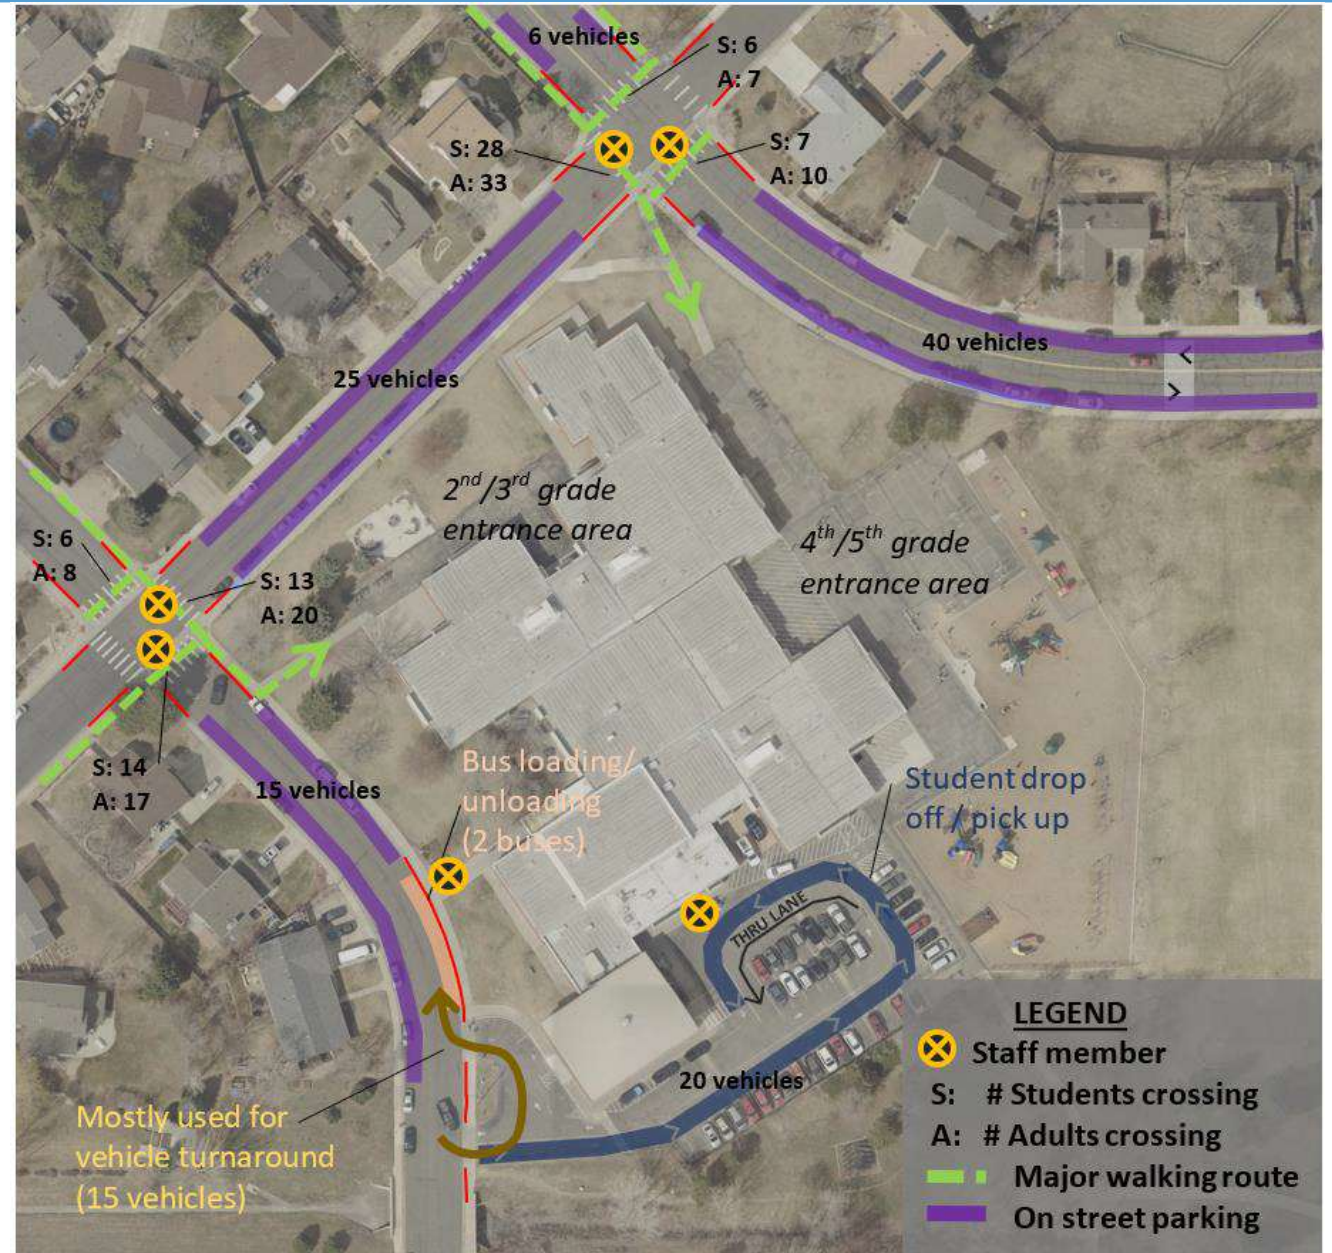 6 vehicles
S: 6
A: 7
S: 28
A: 33
S: 7
A: 10
40 vehicles
25 vehicles
2nd/3rd grade
entrance area
4th/5th grade
entrance area
S: 6
A: 8
S: 13
A: 20
S: 14
A: 17
15 vehicles
Bus loading/
unloading
(2 buses)
Student drop
off / pick up
THRU LANE
20 vehicles
Mostly used for
vehicle turnaround
(15 vehicles)
LEGEND
Staff member
S: # Students crossing
A: # Adults crossing
Major walking route
On street parking